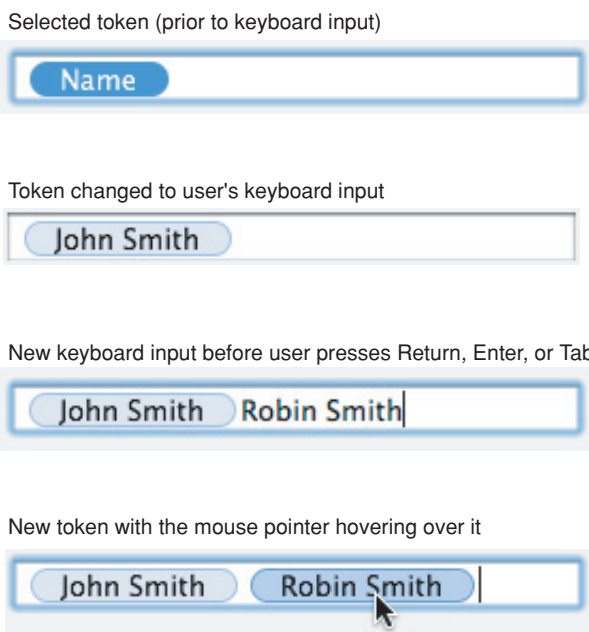 Selected token (prior to keyboard input)
Name
Token changed to user's keyboard input
John Smith
New keyboard input before user presses Return, Enter, or Tab
John Smith Robin Smith
New token with the mouse pointer hovering over it
John Smith Robin Smith